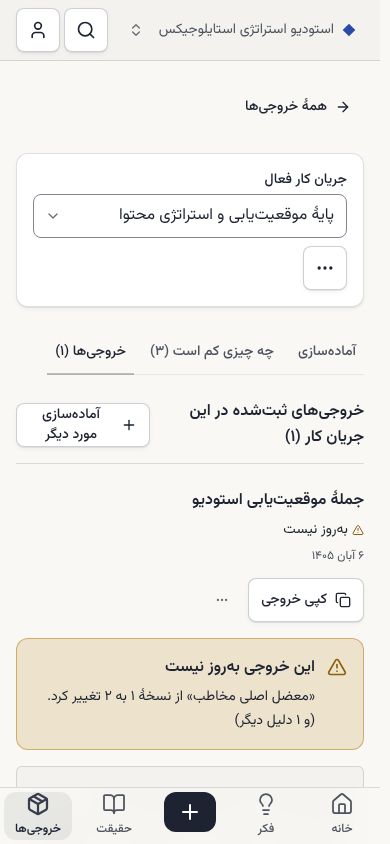 استودیو استراتژی استایلوجیکس
همهٔ خروجی‌ها
جریان کار فعال
پایهٔ موقعیت‌یابی و استراتژی محتوا
آماده‌سازی
چه چیزی کم است (۳)
خروجی‌ها (۱)
خروجی‌های ثبت‌شده در این
جریان کار (۱)
آماده‌سازی
مورد دیگر
جملهٔ موقعیت‌یابی استودیو
به‌روز نیست
۶ آبان ۱۴۰۵
کپی خروجی
این خروجی به‌روز نیست
«معضل اصلی مخاطب» از نسخهٔ ۱ به ۲ تغییر کرد.
(و ۱ دلیل دیگر)
خانه
فکر
حقیقت
خروجی‌ها